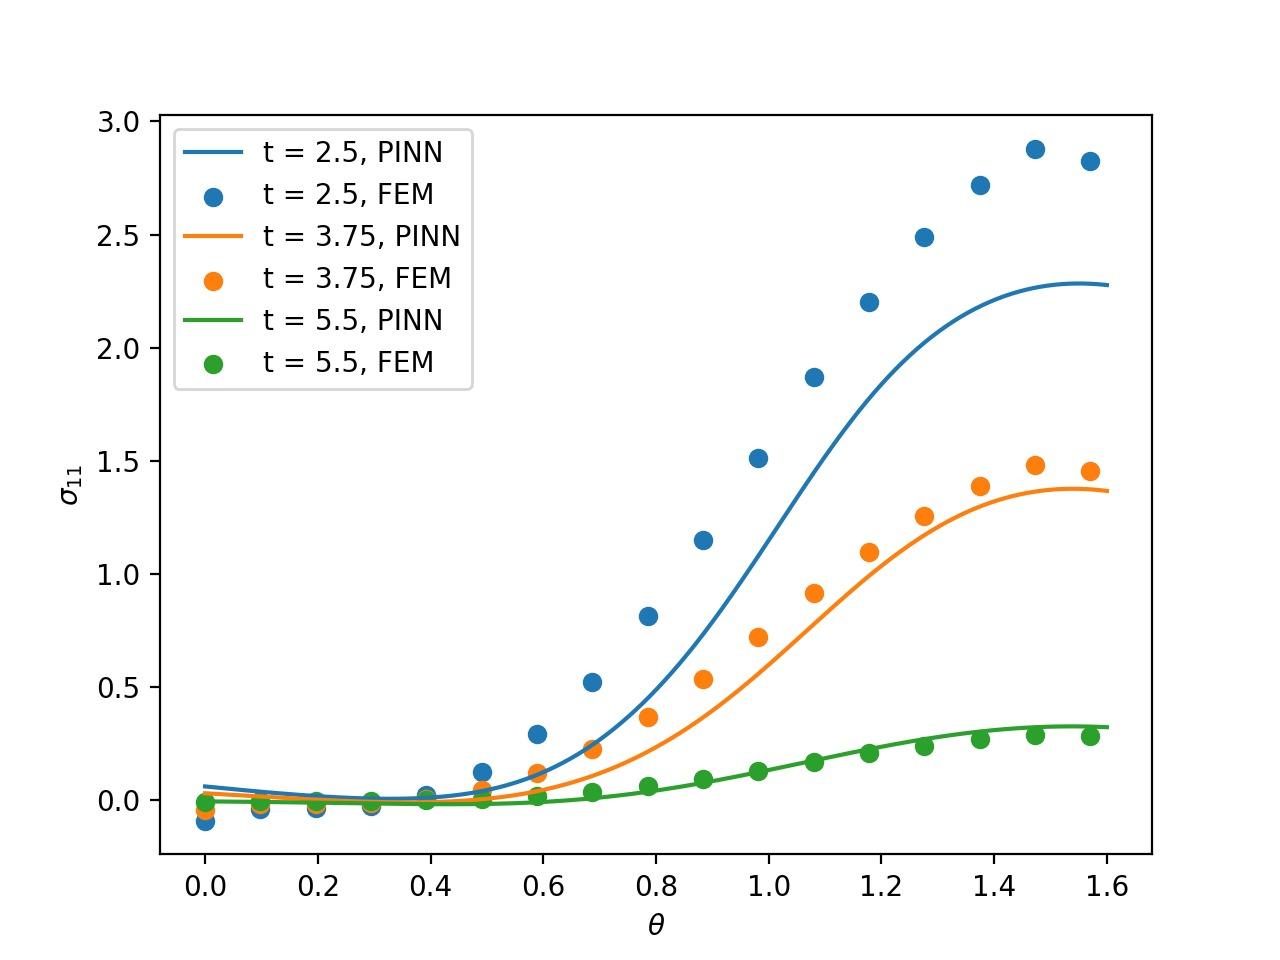 3.0
2.5
2.0
1.5
1.0
0.5
0.0
σ11
t = 2.5, PINN
t = 2.5, FEM
t = 3.75, PINN
t = 3.75, FEM
t = 5.5, PINN
t = 5.5, FEM
0.0 0.2 0.4 0.6 0.8 1.0 1.2 1.4 1.6
θ